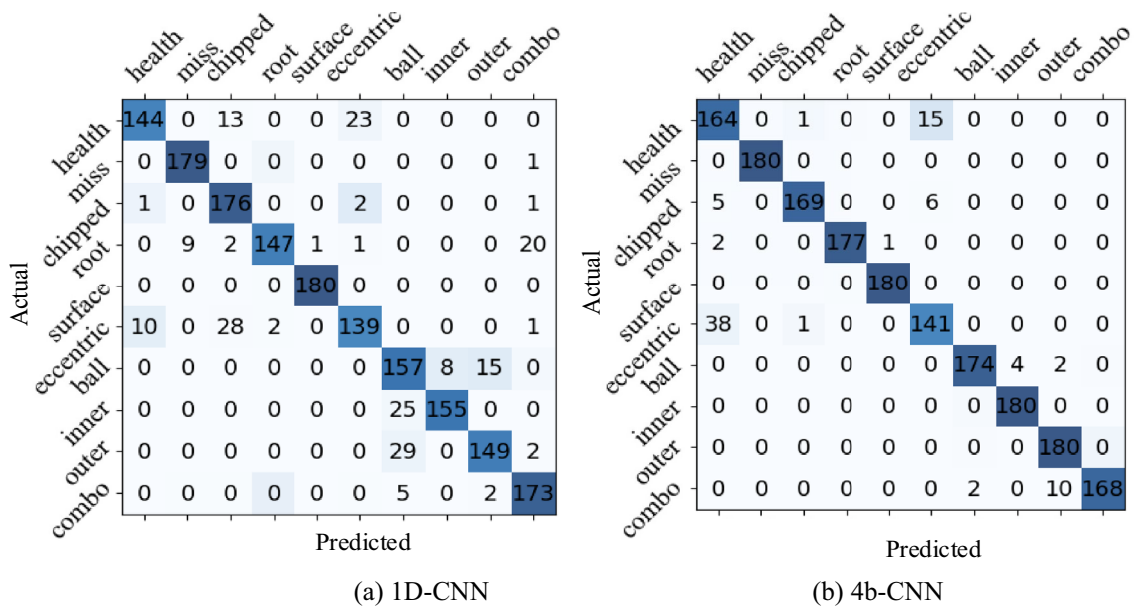 health miss chipped root surface eccentric ball inner outer combo
health 144 0 13 0 0 23 0 0 0 0
miss 0 179 0 0 0 0 0 0 0 1
chipped 1 0 176 0 0 2 0 0 0 1
root 0 9 2 147 1 1 0 0 0 20
surface 0 0 0 0 180 0 0 0 0 0
eccentric 10 0 28 2 0 139 0 0 0 1
ball 0 0 0 0 0 0 157 8 15 0
inner 0 0 0 0 0 0 25 155 0 0
outer 0 0 0 0 0 0 29 0 149 2
combo 0 0 0 0 0 0 5 0 2 173
Actual
Predicted
(a) 1D-CNN
health miss chipped root surface eccentric ball inner outer combo
health 164 0 1 0 0 15 0 0 0 0
miss 0 180 0 0 0 0 0 0 0 0
chipped 5 0 169 0 0 6 0 0 0 0
root 2 0 0 177 1 0 0 0 0 0
surface 0 0 0 0 180 0 0 0 0 0
eccentric 38 0 1 0 0 141 0 0 0 0
ball 0 0 0 0 0 0 174 4 2 0
inner 0 0 0 0 0 0 0 180 0 0
outer 0 0 0 0 0 0 0 0 180 0
combo 0 0 0 0 0 0 2 0 10 168
Actual
Predicted
(b) 4b-CNN